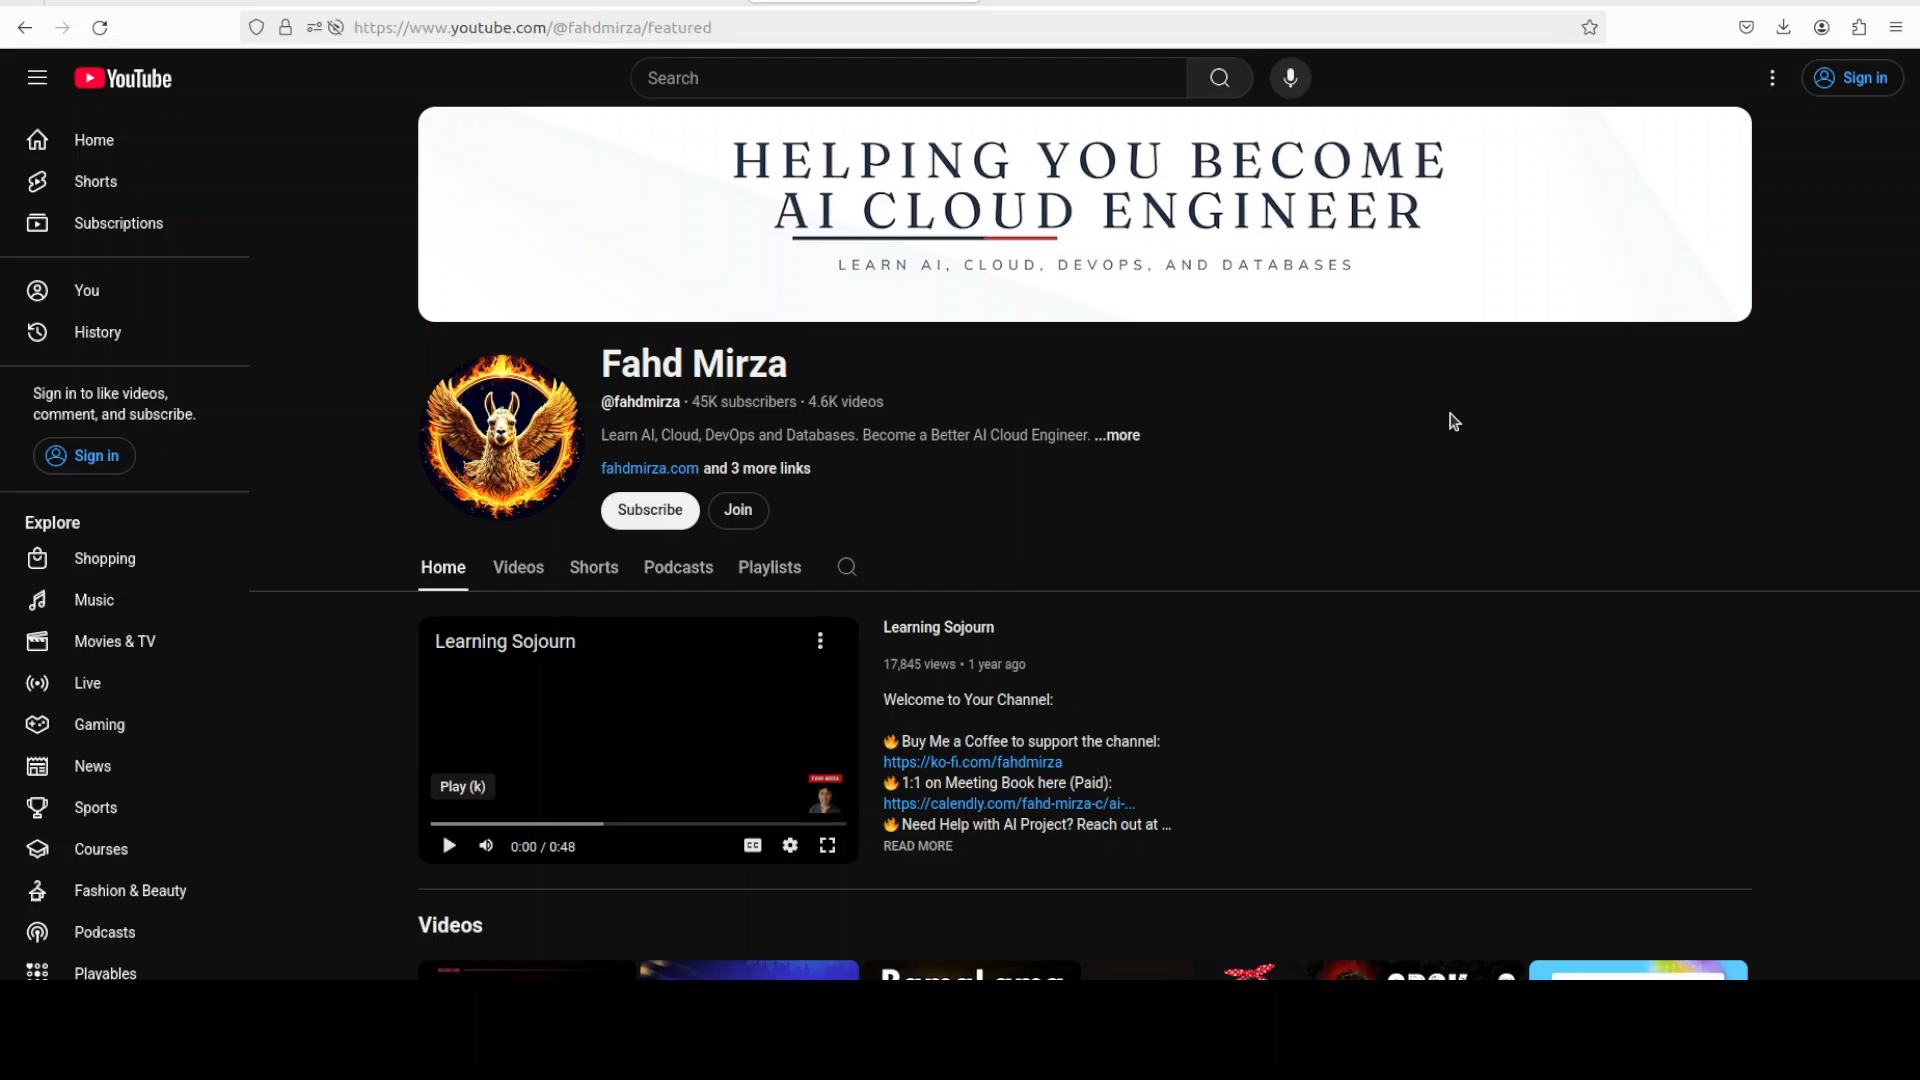 https://www.youtube.com/@fahdmirza/featured
YouTube
Search
Sign in
Home
Shorts
Subscriptions
You
History
Sign in to like videos,
comment, and subscribe.
Sign in
Explore
Shopping
Music
Movies & TV
Live
Gaming
News
Sports
Courses
Fashion & Beauty
Podcasts
Playables
HELPING YOU BECOME
AI CLOUD ENGINEER
LEARN AI, CLOUD, DEVOPS, AND DATABASES
Fahd Mirza
@fahdmirza • 45K subscribers • 4.6K videos
Learn AI, Cloud, DevOps and Databases. Become a Better AI Cloud Engineer. ...more
fahdmirza.com and 3 more links
Subscribe Join
Home Videos Shorts Podcasts Playlists
Learning Sojourn
Play (k)
FAHD MIRZA
0:00 / 0:48
CC
Learning Sojourn
17,845 views • 1 year ago
Welcome to Your Channel:
🔥Buy Me a Coffee to support the channel:
https://ko-fi.com/fahdmirza
🔥1:1 on Meeting Book here (Paid):
https://calendly.com/fahd-mirza-c/ai-...
🔥Need Help with AI Project? Reach out at ...
READ MORE
Videos